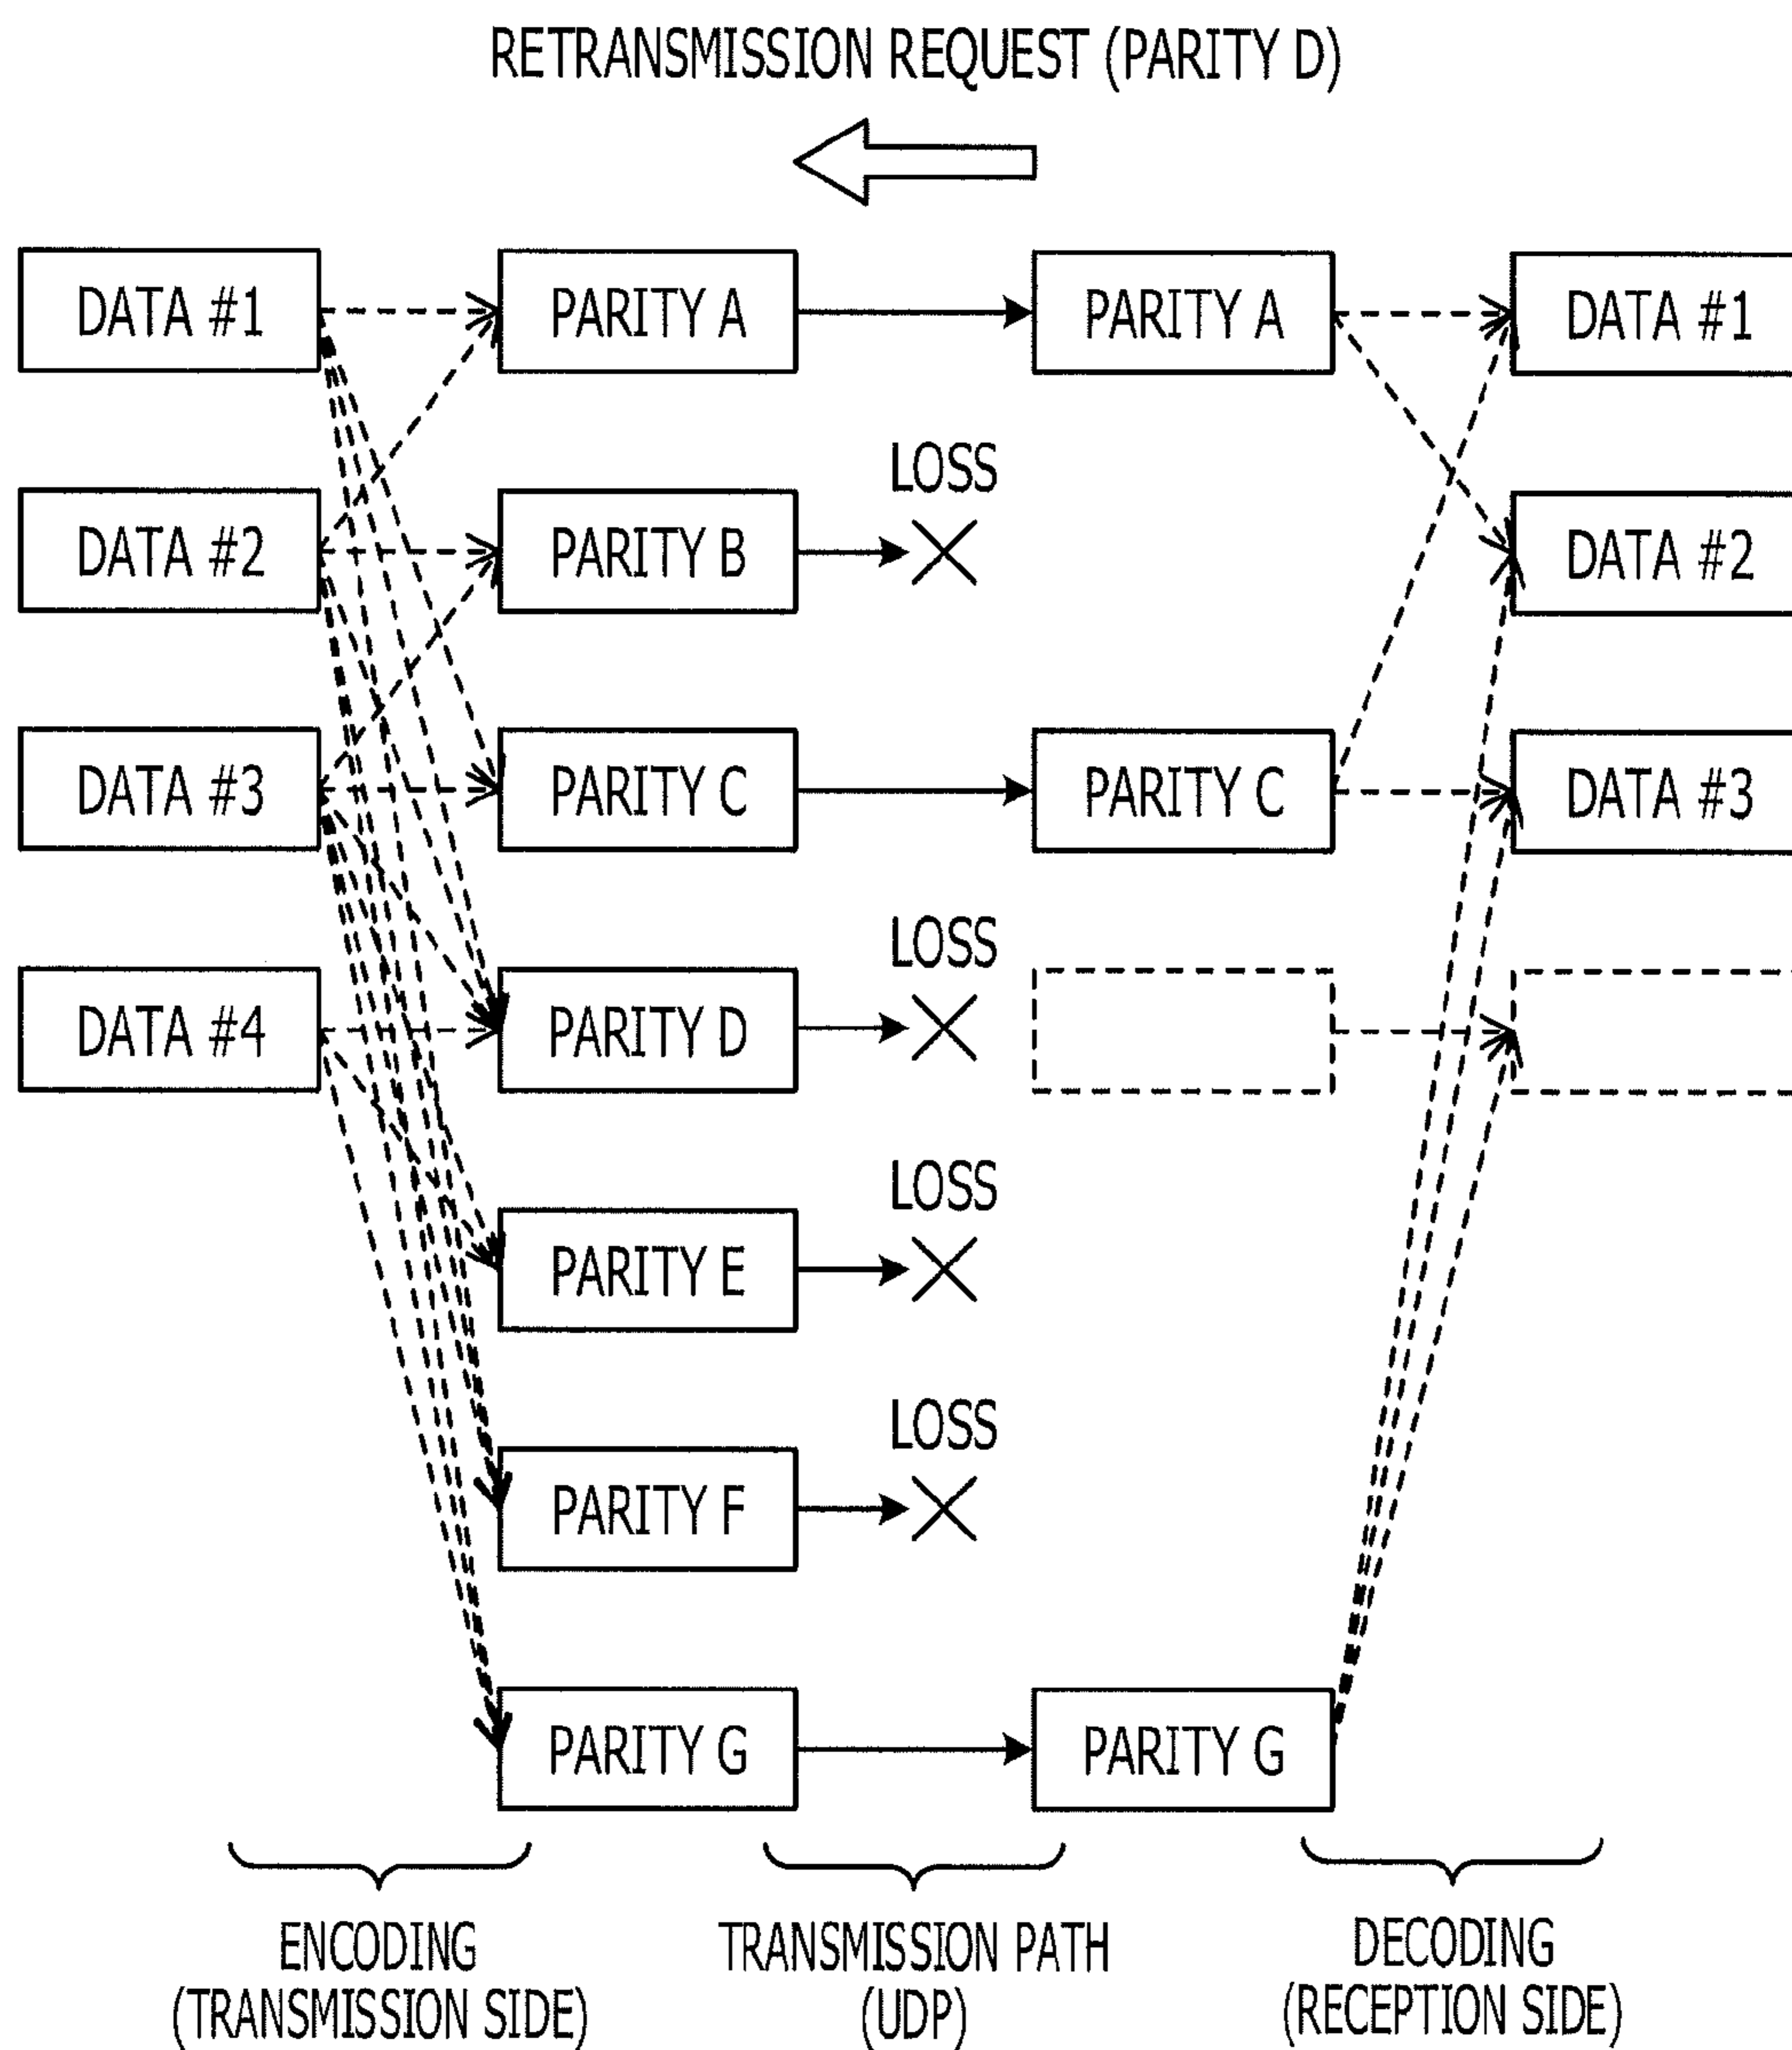 RETRANSMISSION REQUEST (PARITY D)
DATA #1
PARITY A
PARITY A
DATA #1
LOSS
DATA #2
PARITY B
DATA #2
DATA #3
PARITY C
PARITY C
DATA #3
LOSS
DATA #4
PARITY D
LOSS
PARITY E
LOSS
PARITY F
PARITY G
PARITY G
ENCODING
(TRANSMISSION SIDE)
TRANSMISSION PATH
(UDP)
DECODING
(RECEPTION SIDE)